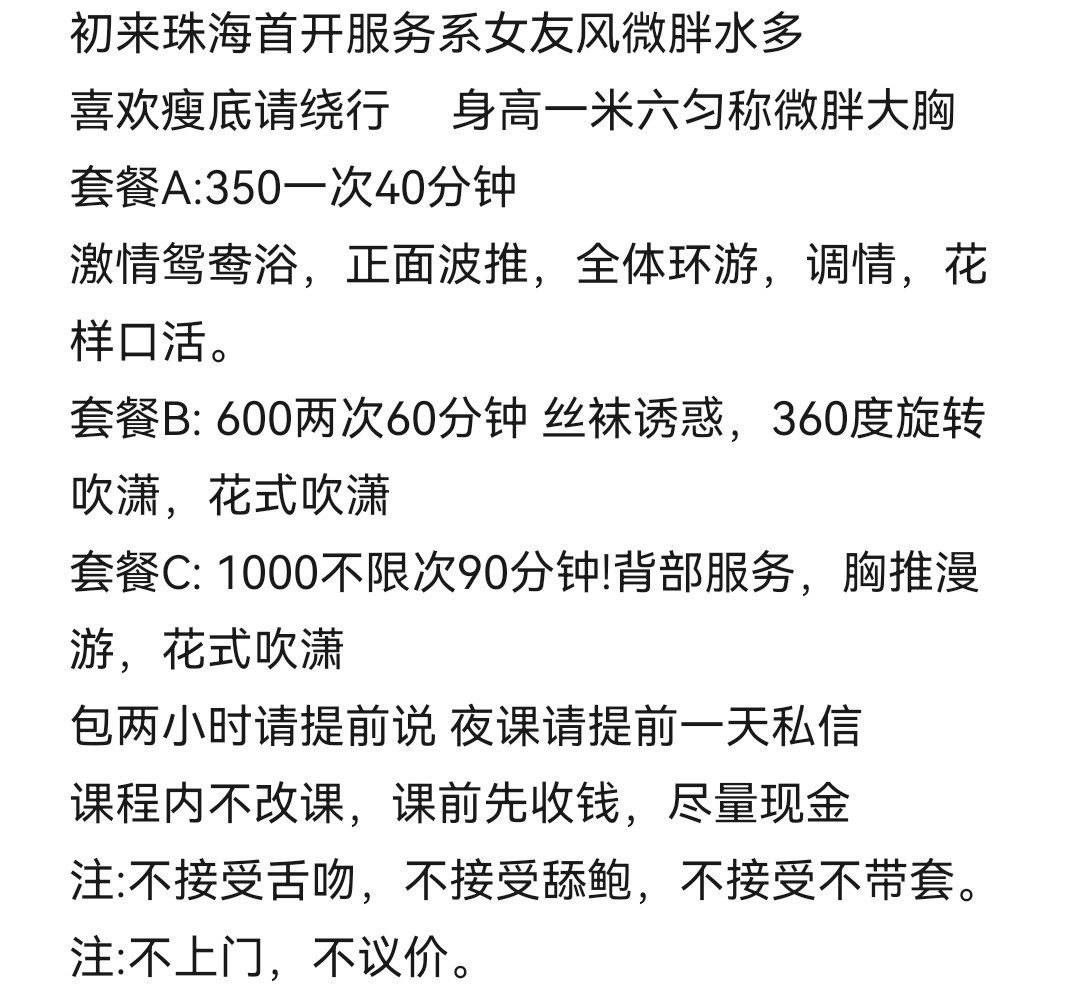 初来珠海首开服务系女友风微胖水多
喜欢瘦底请绕行 身高一米六匀称微胖大胸
套餐A:350一次40分钟
激情鸳鸯浴，正面波推，全体环游，调情，花
样口活。
套餐B: 600两次60分钟 丝袜诱惑，360度旋转
吹潇，花式吹潇
套餐C: 1000不限次90分钟!背部服务，胸推漫
游，花式吹潇
包两小时请提前说 夜课请提前一天私信
课程内不改课，课前先收钱，尽量现金
注:不接受舌吻，不接受舔鲍，不接受不带套。
注:不上门，不议价。